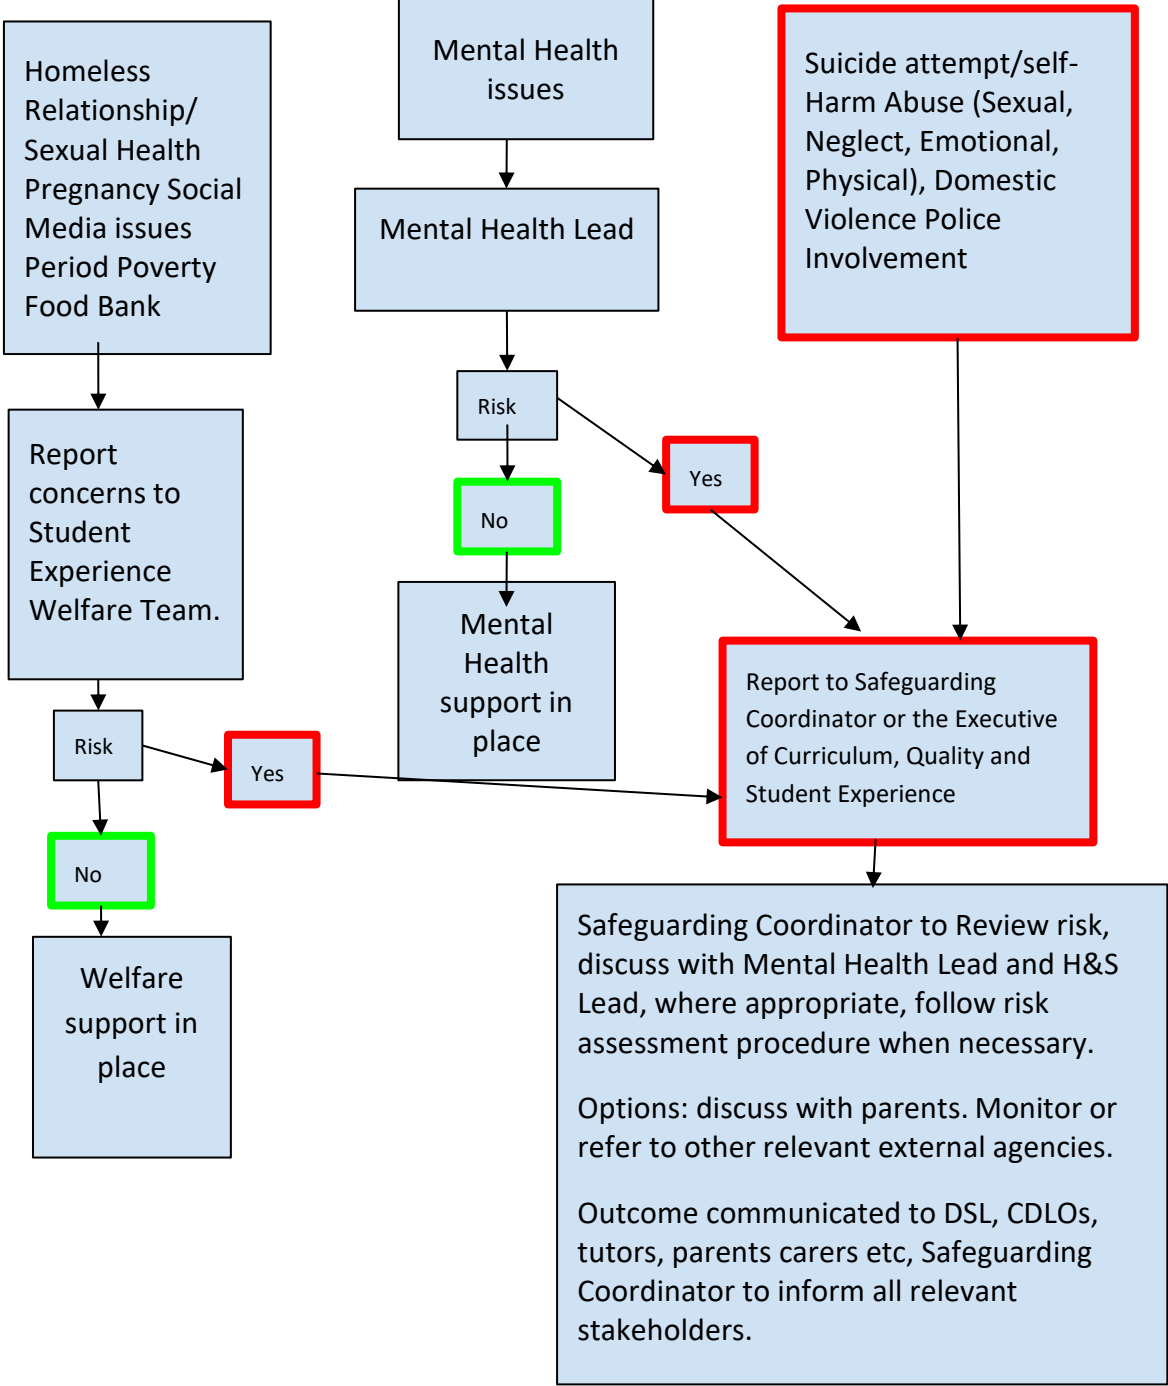 Homeless
Relationship/
Sexual Health
Pregnancy Social
Media issues
Period Poverty
Food Bank
Report
concerns to
Student
Experience
Welfare Team.
Risk
Yes
No
Welfare
support in
place
Mental Health
issues
Mental Health Lead
Risk
Yes
No
Mental
Health
support in
place
Suicide attempt/self-
Harm Abuse (Sexual,
Neglect, Emotional,
Physical), Domestic
Violence Police
Involvement
Report to Safeguarding
Coordinator or the Executive
of Curriculum, Quality and
Student Experience
Safeguarding Coordinator to Review risk,
discuss with Mental Health Lead and H&S
Lead, where appropriate, follow risk
assessment procedure when necessary.
Options: discuss with parents. Monitor or
refer to other relevant external agencies.
Outcome communicated to DSL, CDLOs,
tutors, parents carers etc, Safeguarding
Coordinator to inform all relevant
stakeholders.